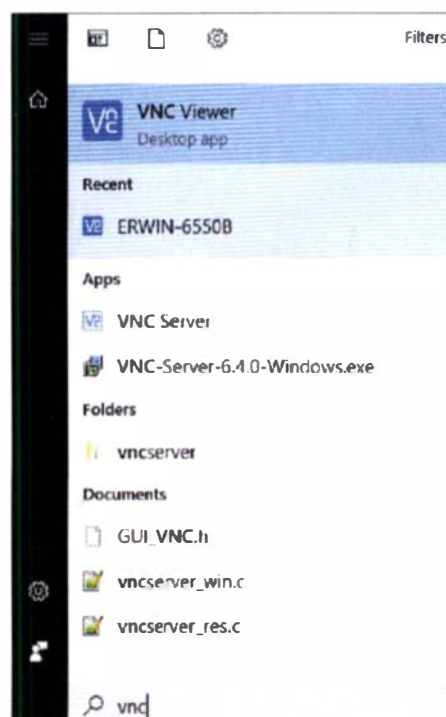 Filters
VNC Viewer
Desktop app
Recent
ERWIN-6550B
Apps
VNC Server
VNC-Server-6.4.0-Windows.exe
Folders
vncserver
Documents
GUI_VNC.h
vncserver_win.c
vncserver_res.c
vnc